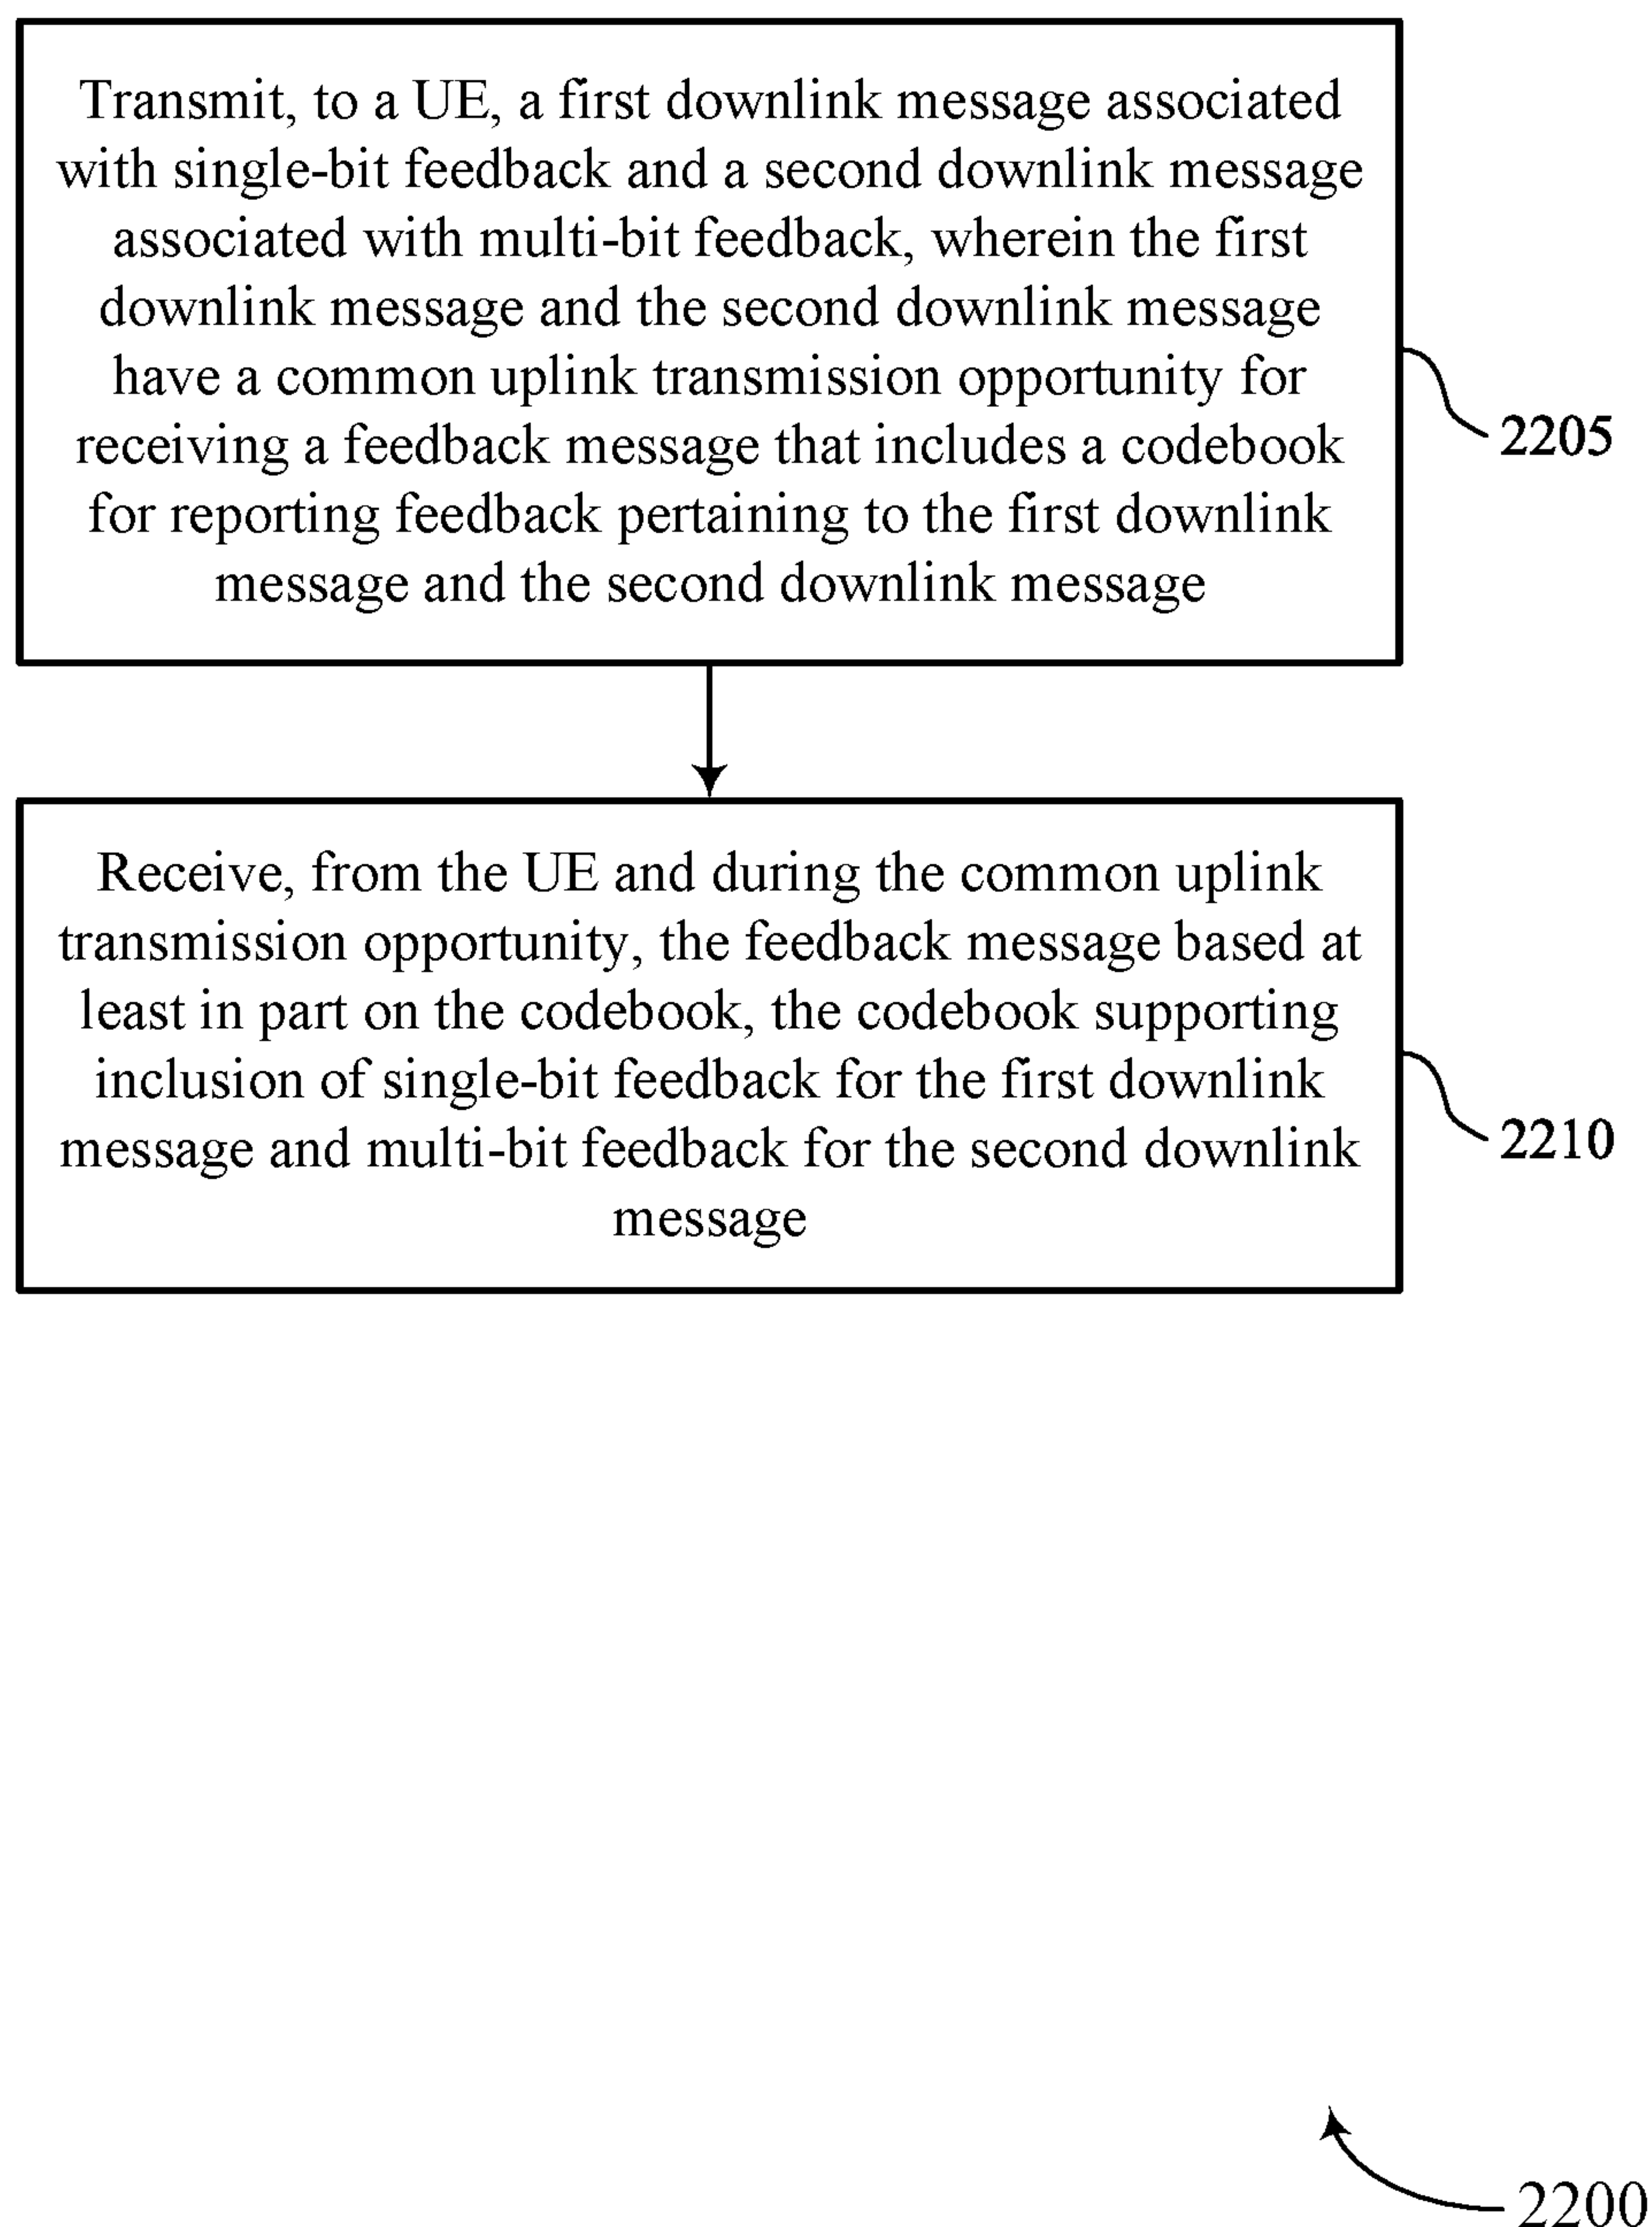 Transmit, to a UE, a first downlink message associated
with single-bit feedback and a second downlink message
associated with multi-bit feedback, wherein the first
downlink message and the second downlink message
have a common uplink transmission opportunity for
receiving a feedback message that includes a codebook
for reporting feedback pertaining to the first downlink
message and the second downlink message
2205
Receive, from the UE and during the common uplink
transmission opportunity, the feedback message based at
least in part on the codebook, the codebook supporting
inclusion of single-bit feedback for the first downlink
message and multi-bit feedback for the second downlink
message
2210
2200